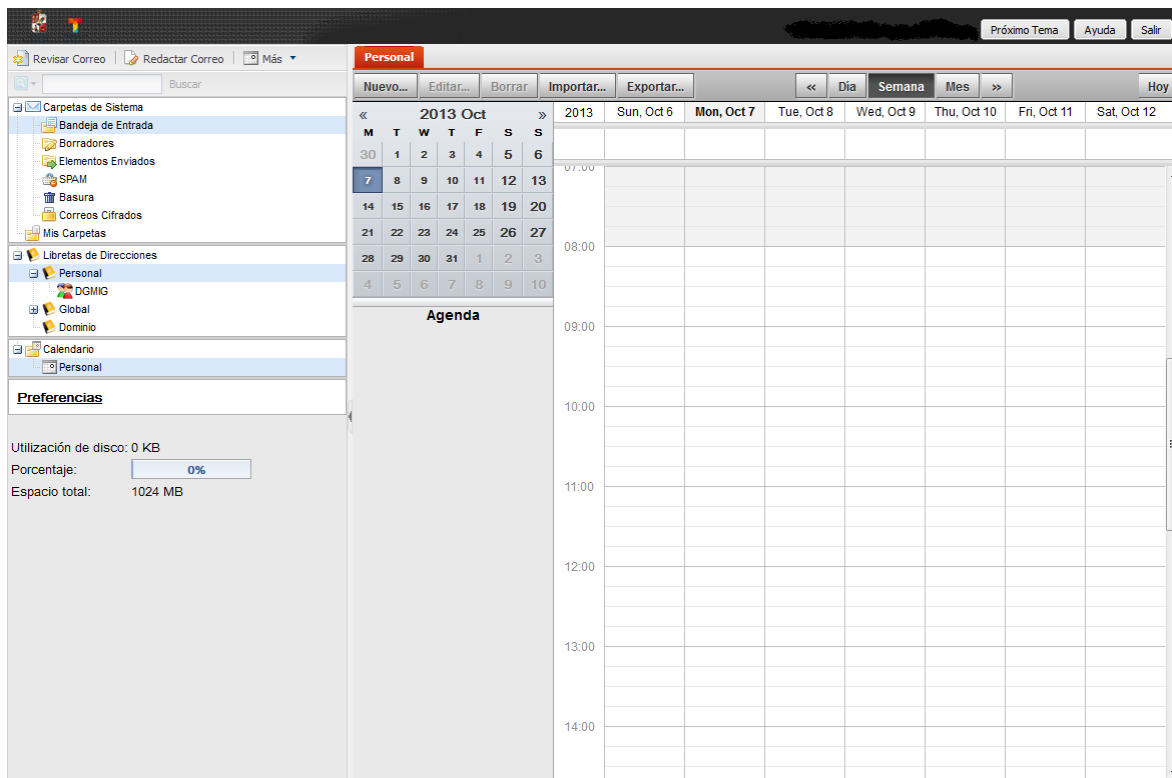 Próximo Tema Ayuda Salir
Revisar Correo Redactar Correo Más
Buscar
Carpetas de Sistema
Bandeja de Entrada
Borradores
Elementos Enviados
SPAM
Basura
Correos Cifrados
Mis Carpetas
Libretas de Direcciones
Personal
DGMIG
Global
Dominio
Calendario
Personal
Preferencias
Utilización de disco: 0 KB
Porcentaje: 0%
Espacio total: 1024 MB
Personal
Nuevo... Editar... Borrar Importar... Exportar... « Día Semana Mes » Hoy
« 2013 Oct »
M T W T F S S
30 1 2 3 4 5 6
7 8 9 10 11 12 13
14 15 16 17 18 19 20
21 22 23 24 25 26 27
28 29 30 31 1 2 3
4 5 6 7 8 9 10
Agenda
2013 Sun, Oct 6 Mon, Oct 7 Tue, Oct 8 Wed, Oct 9 Thu, Oct 10 Fri, Oct 11 Sat, Oct 12
07:00
08:00
09:00
10:00
11:00
12:00
13:00
14:00